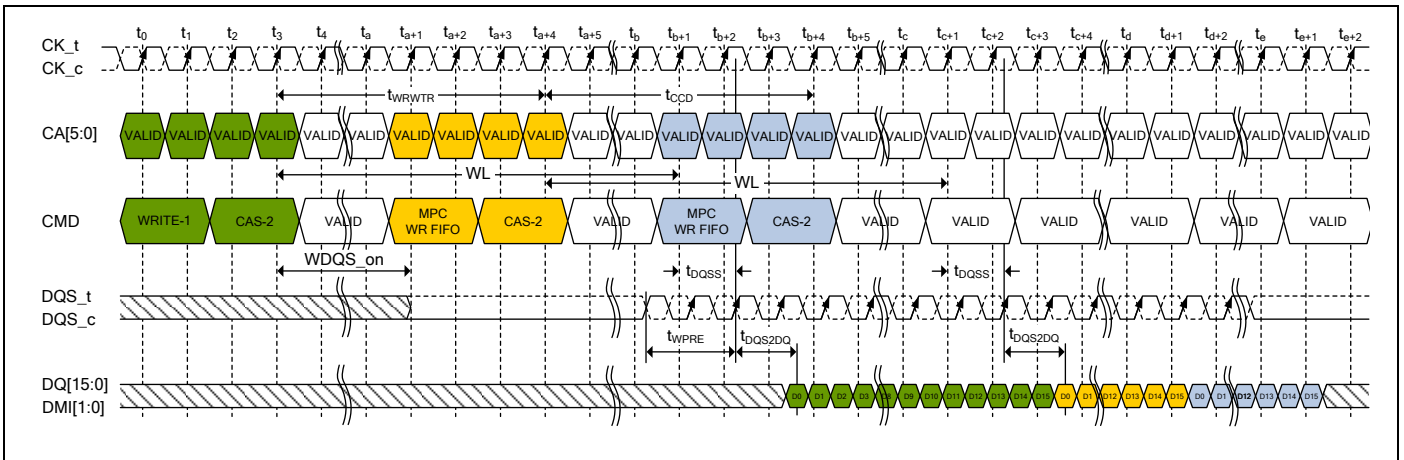 t0 t1 t2 t3 t4 ta ta+1 ta+2 ta+3 ta+4 ta+5 tb tb+1 tb+2 tb+3 tb+4 tb+5 tc tc+1 tc+2 tc+3 tc+4 td td+1 td+2 te te+1 te+2
CK_t
CK_c
tWRWTR tCCD
CA[5:0] VALID VALID VALID VALID VALID VALID VALID VALID VALID VALID VALID VALID VALID VALID VALID VALID VALID VALID VALID VALID VALID VALID VALID VALID VALID VALID VALID VALID
WL WL
CMD WRITE-1 CAS-2 VALID MPC WR FIFO CAS-2 VALID MPC WR FIFO CAS-2 VALID VALID VALID VALID VALID VALID
WDQS_on tDQSS tDQSS
DQS_t
DQS_c
tWPRE tDQS2DQ tDQS2DQ
DQ[15:0] D0 D1 D2 D3 D8 D9 D10 D11 D12 D13 D14 D15 D0 D1 D12 D13 D14 D15 D0 D1 D12 D13 D14 D15
DMI[1:0]